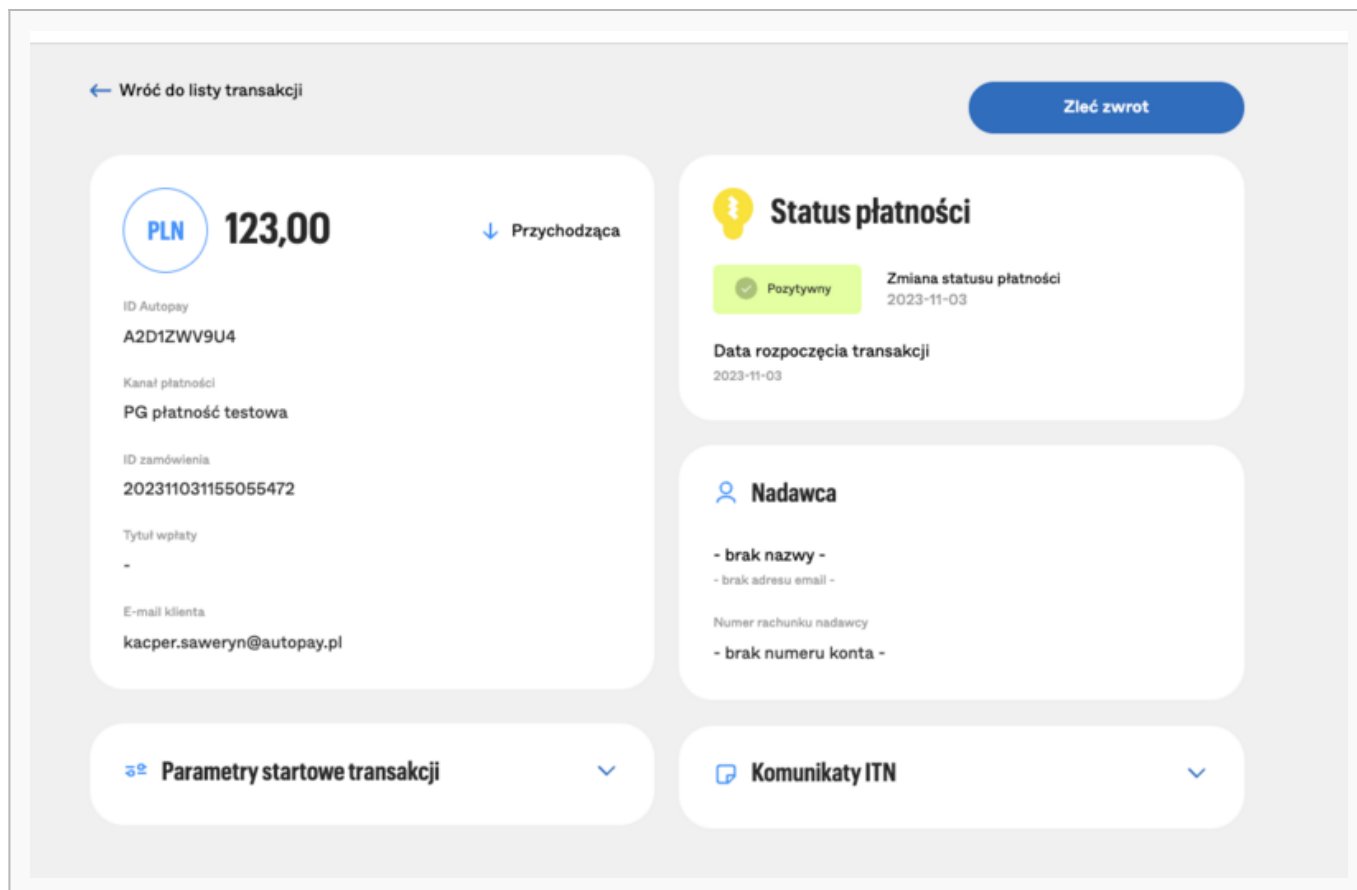 ← Wróć do listy transakcji
Zleć zwrot
PLN 123,00
↓ Przychodząca
ID Autopay
A2D1ZWV9U4
Kanał płatności
PG płatność testowa
ID zamówienia
202311031155055472
Tytuł wpłaty
-
E-mail klienta
kacper.saweryn@autopay.pl
Status płatności
Pozytywny
Zmiana statusu płatności
2023-11-03
Data rozpoczęcia transakcji
2023-11-03
Nadawca
- brak nazwy -
- brak adresu email -
Numer rachunku nadawcy
- brak numeru konta -
Parametry startowe transakcji
Komunikaty ITN